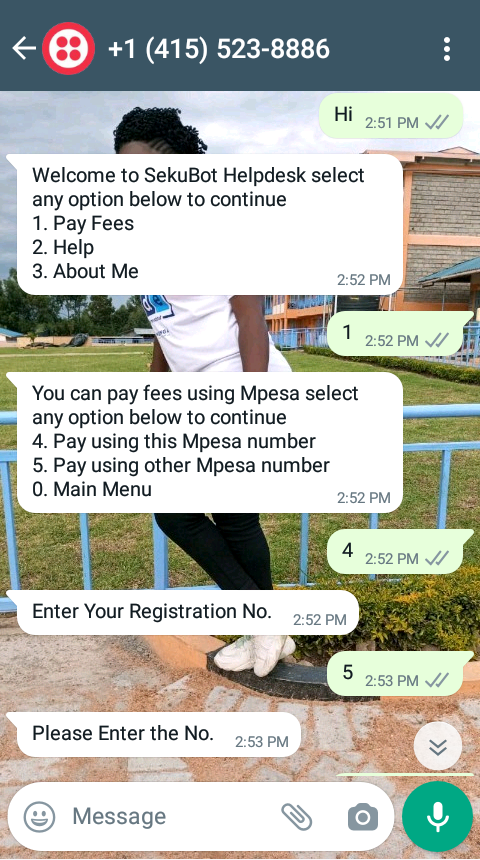 +1 (415) 523-8886
Hi 2:51 PM
Welcome to SekuBot Helpdesk select
any option below to continue
1. Pay Fees
2. Help
3. About Me
2:52 PM
1 2:52 PM
You can pay fees using Mpesa select
any option below to continue
4. Pay using this Mpesa number
5. Pay using other Mpesa number
0. Main Menu
2:52 PM
4 2:52 PM
Enter Your Registration No. 2:52 PM
5 2:53 PM
Please Enter the No. 2:53 PM
Message